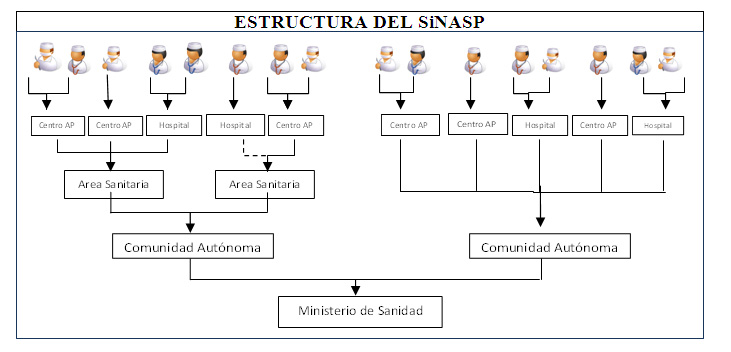 ESTRUCTURA DEL SiNASP
Centro AP
Centro AP
Hospital
Hospital
Centro AP
Centro AP
Centro AP
Hospital
Centro AP
Hospital
Area Sanitaria
Area Sanitaria
Comunidad Autónoma
Comunidad Autónoma
Ministerio de Sanidad